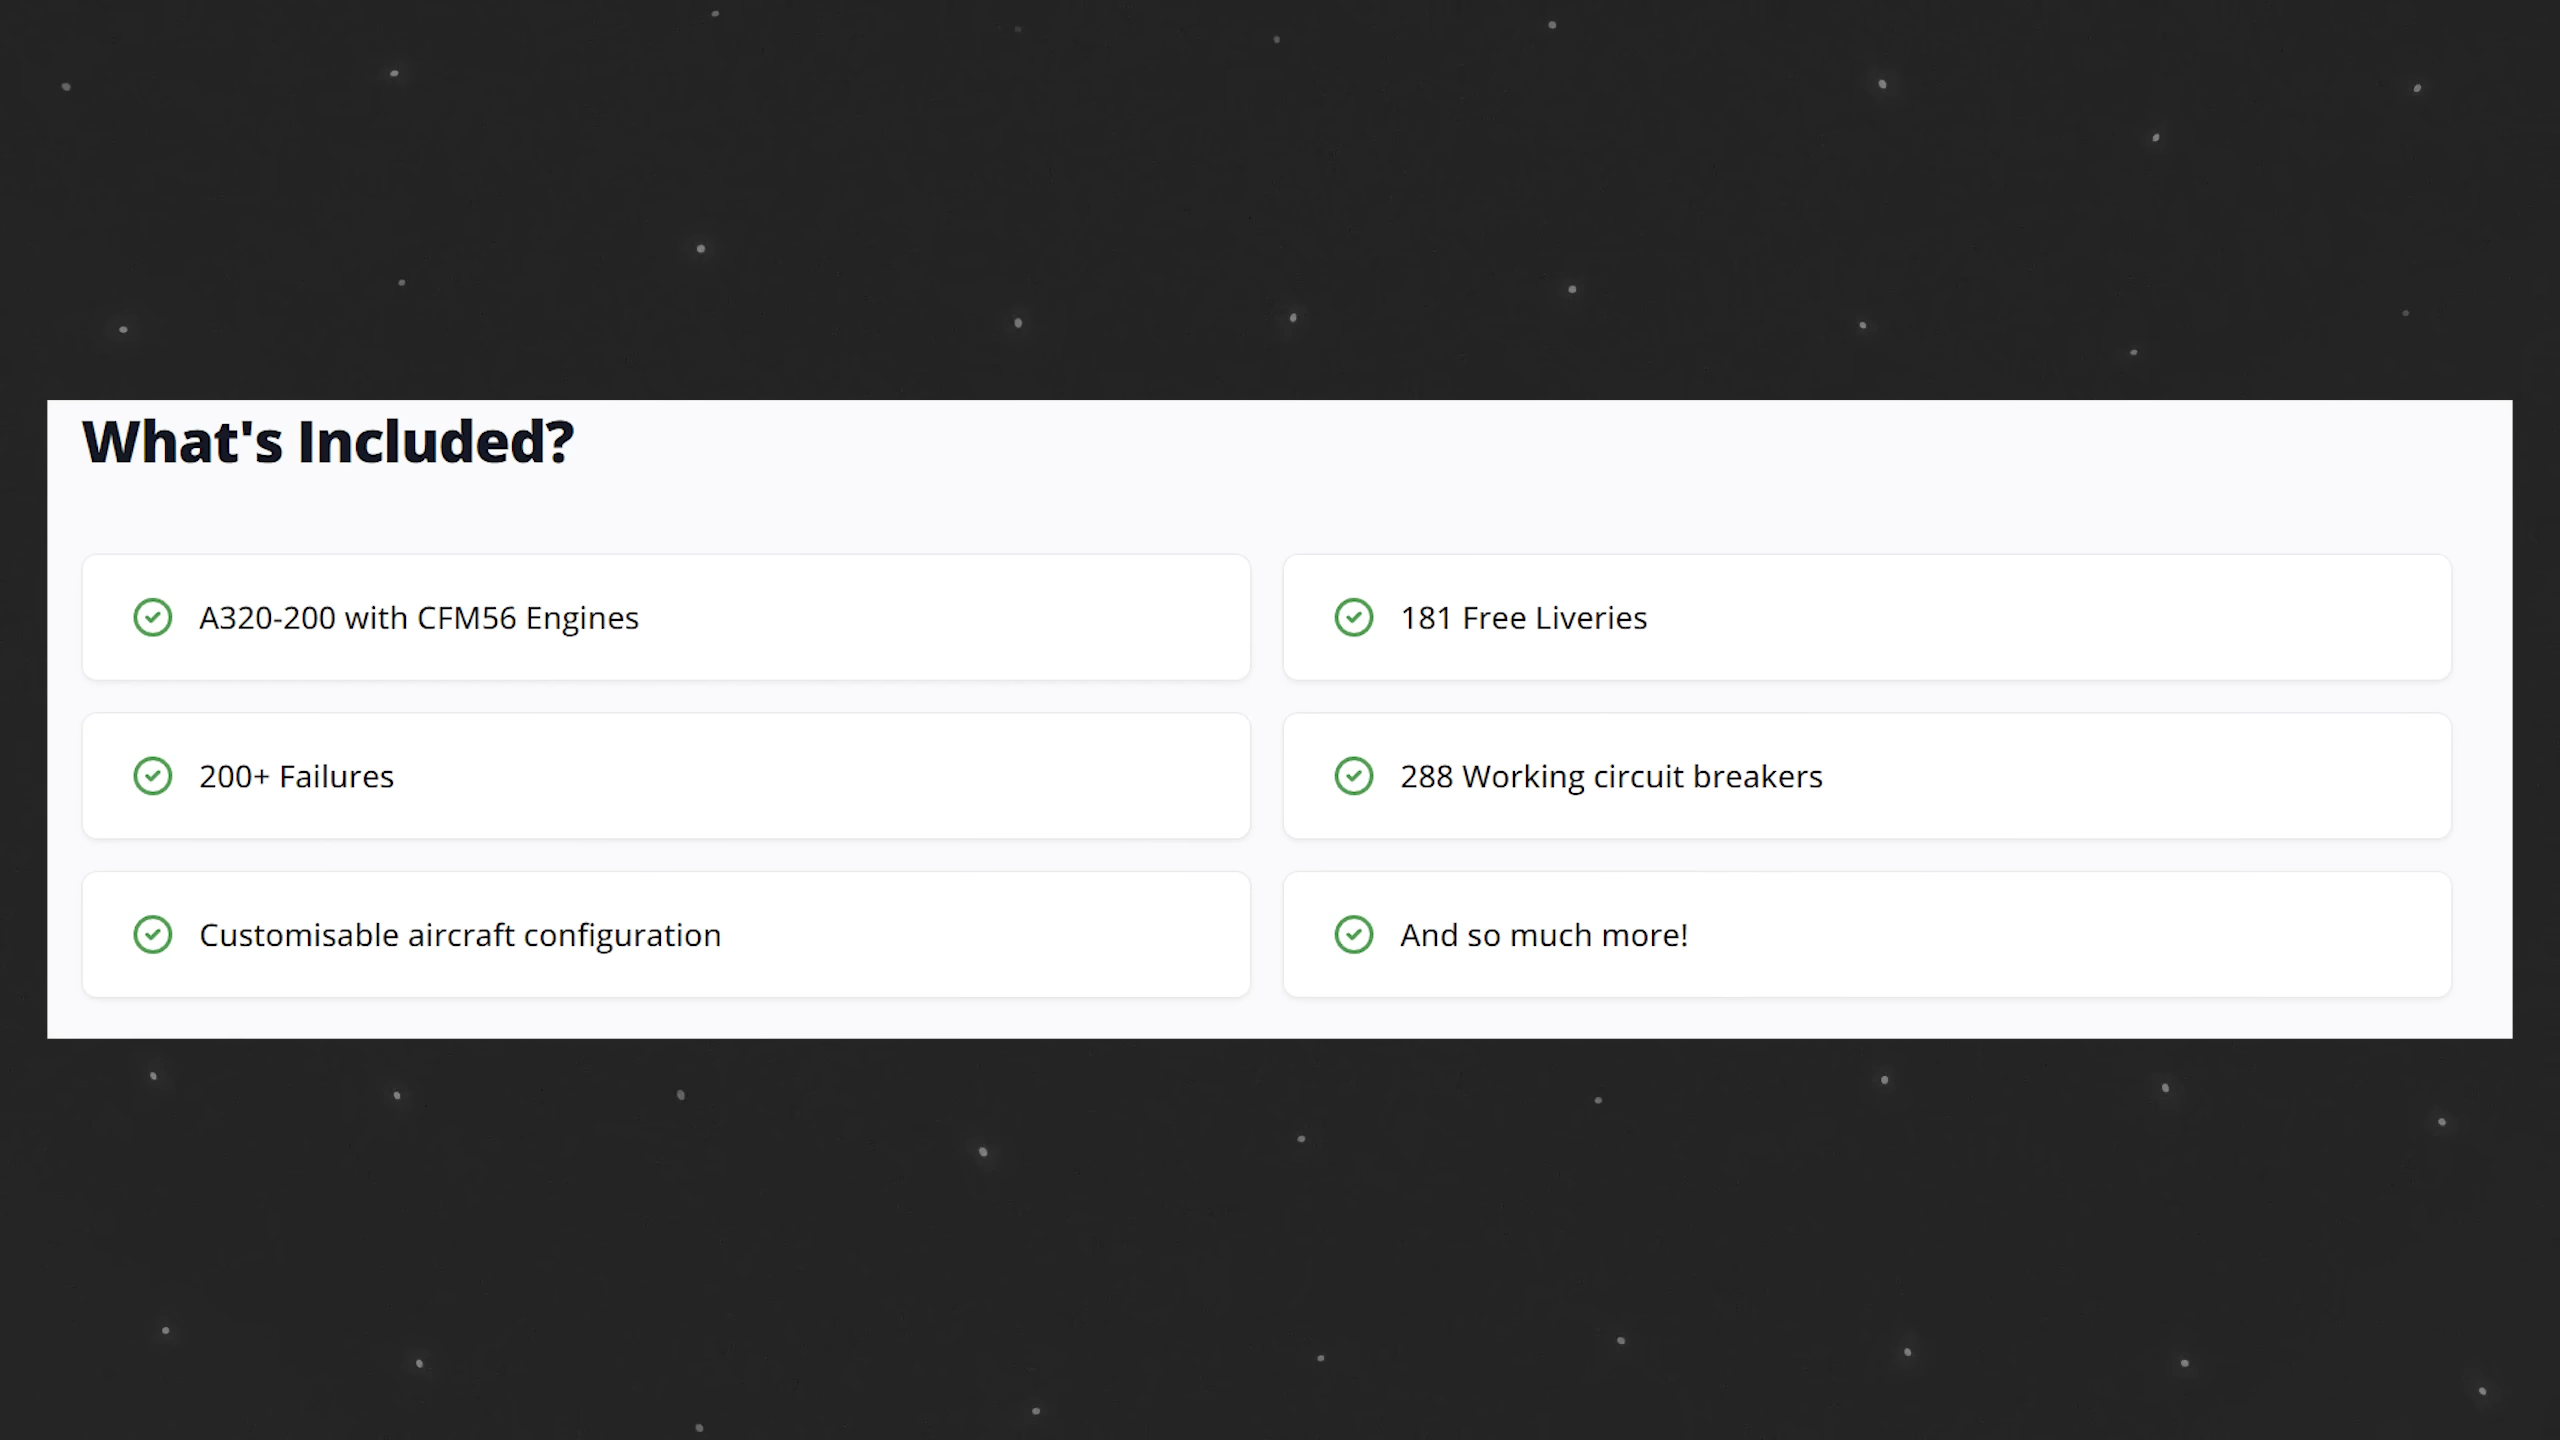 What's Included?
A320-200 with CFM56 Engines
181 Free Liveries
200+ Failures
288 Working circuit breakers
Customisable aircraft configuration
And so much more!